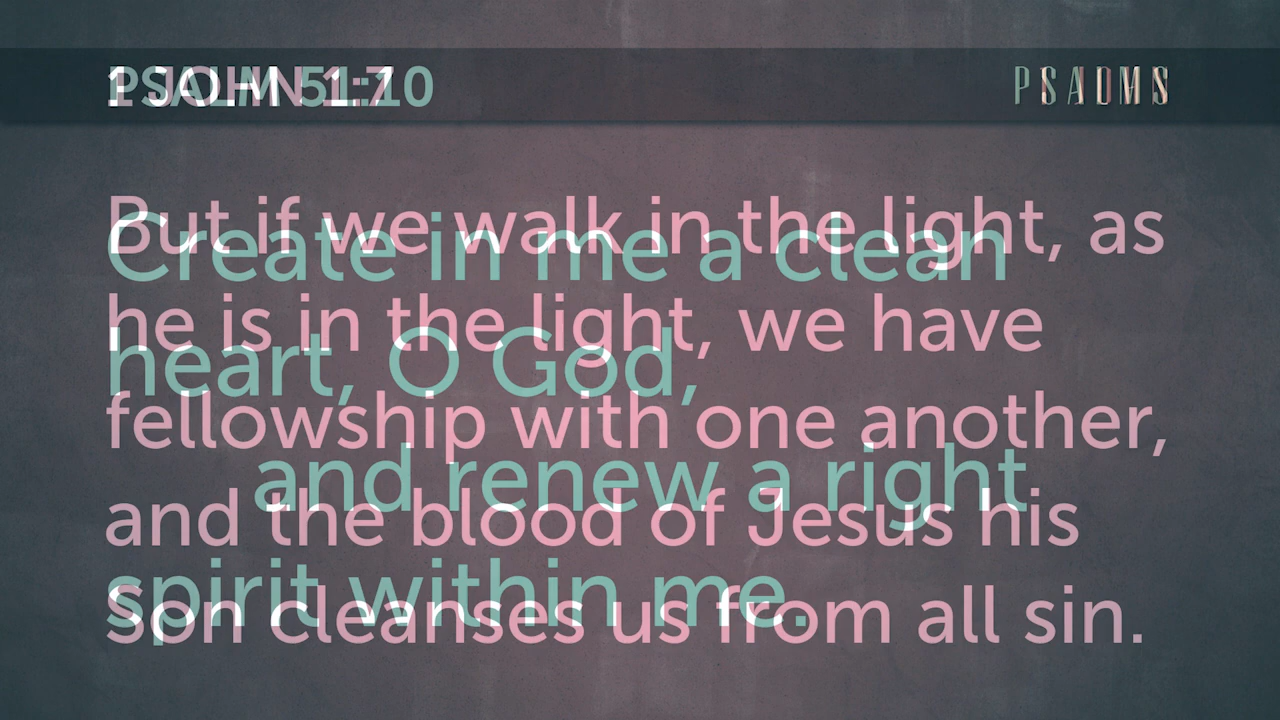 1 JOHN 1:7
PSALM 51:10
PSALMS
But if we walk in the light, as
he is in the light, we have
fellowship with one another,
and the blood of Jesus his
Son cleanses us from all sin.
Create in me a clean
heart, O God,
and renew a right
spirit within me.